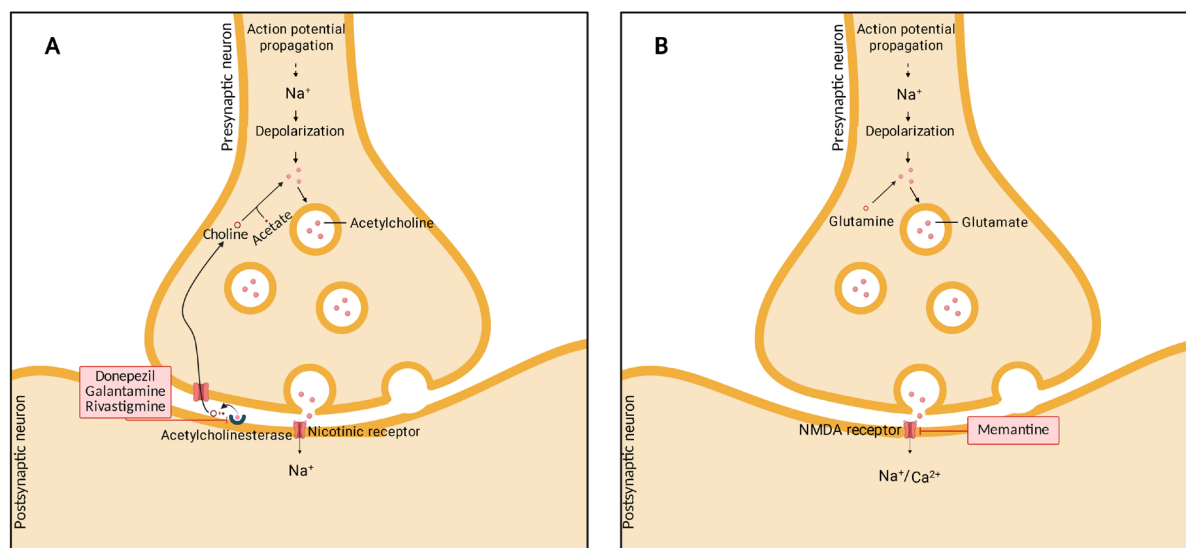 A
Presynaptic neuron
Action potential
propagation
Na⁺
Depolarization
Choline
Acetate
Acetylcholine
Donepezil
Galantamine
Rivastigmine
Acetylcholinesterase
Nicotinic receptor
Na⁺
Postsynaptic neuron
B
Presynaptic neuron
Action potential
propagation
Na⁺
Depolarization
Glutamine
Glutamate
NMDA receptor
Memantine
Na⁺/Ca²⁺
Postsynaptic neuron